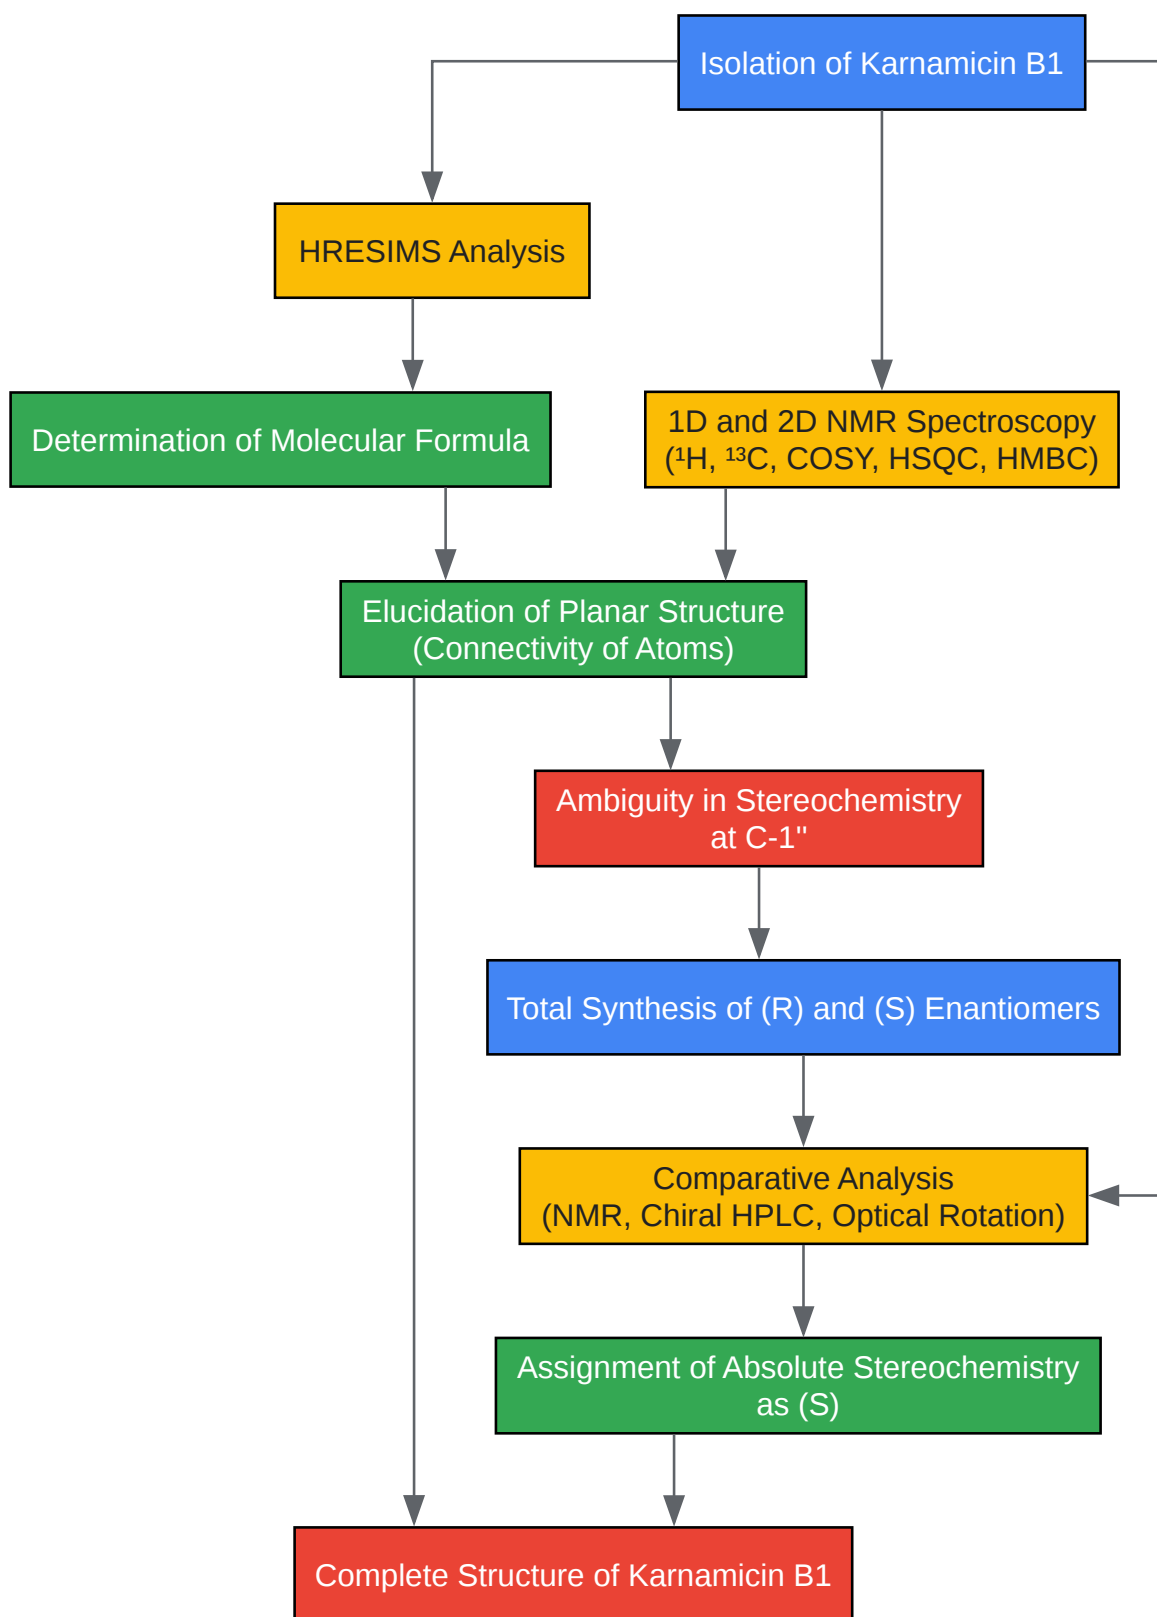 Isolation of Karnamicin B1
HRESIMS Analysis
Determination of Molecular Formula
1D and 2D NMR Spectroscopy
(¹H, ¹³C, COSY, HSQC, HMBC)
Elucidation of Planar Structure
(Connectivity of Atoms)
Ambiguity in Stereochemistry
at C-1"
Total Synthesis of (R) and (S) Enantiomers
Comparative Analysis
(NMR, Chiral HPLC, Optical Rotation)
Assignment of Absolute Stereochemistry
as (S)
Complete Structure of Karnamicin B1